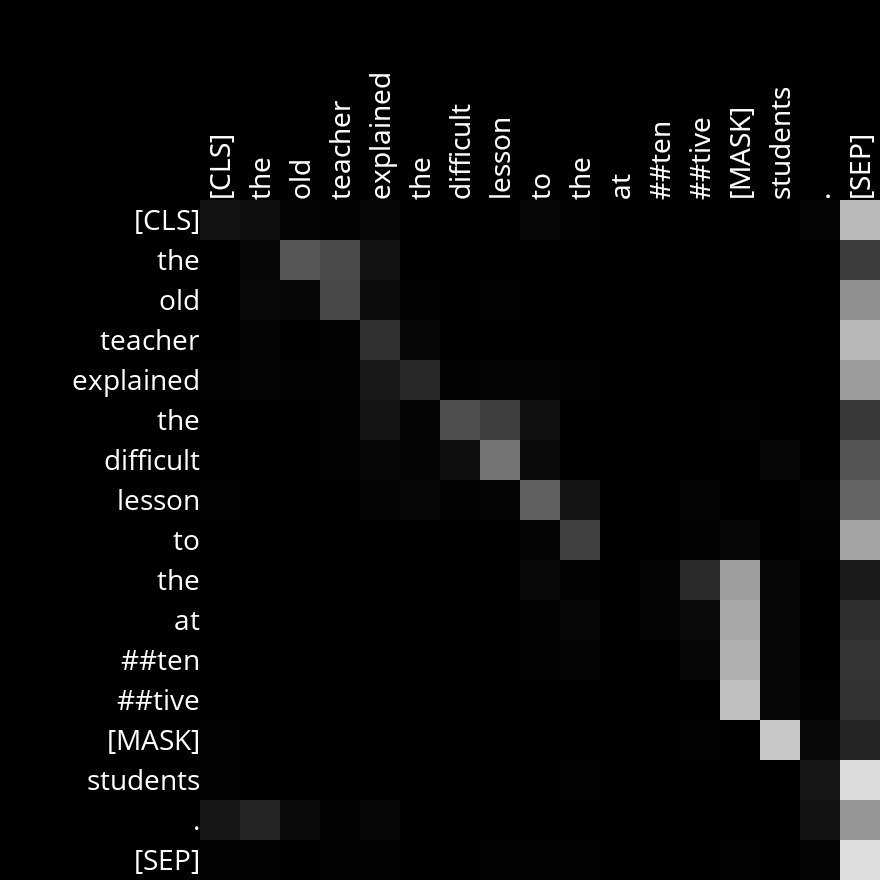 [CLS] the old teacher explained the difficult lesson to the at ##ten ##tive [MASK] students . [SEP]
[CLS]
the
old
teacher
explained
the
difficult
lesson
to
the
at
##ten
##tive
[MASK]
students
.
[SEP]